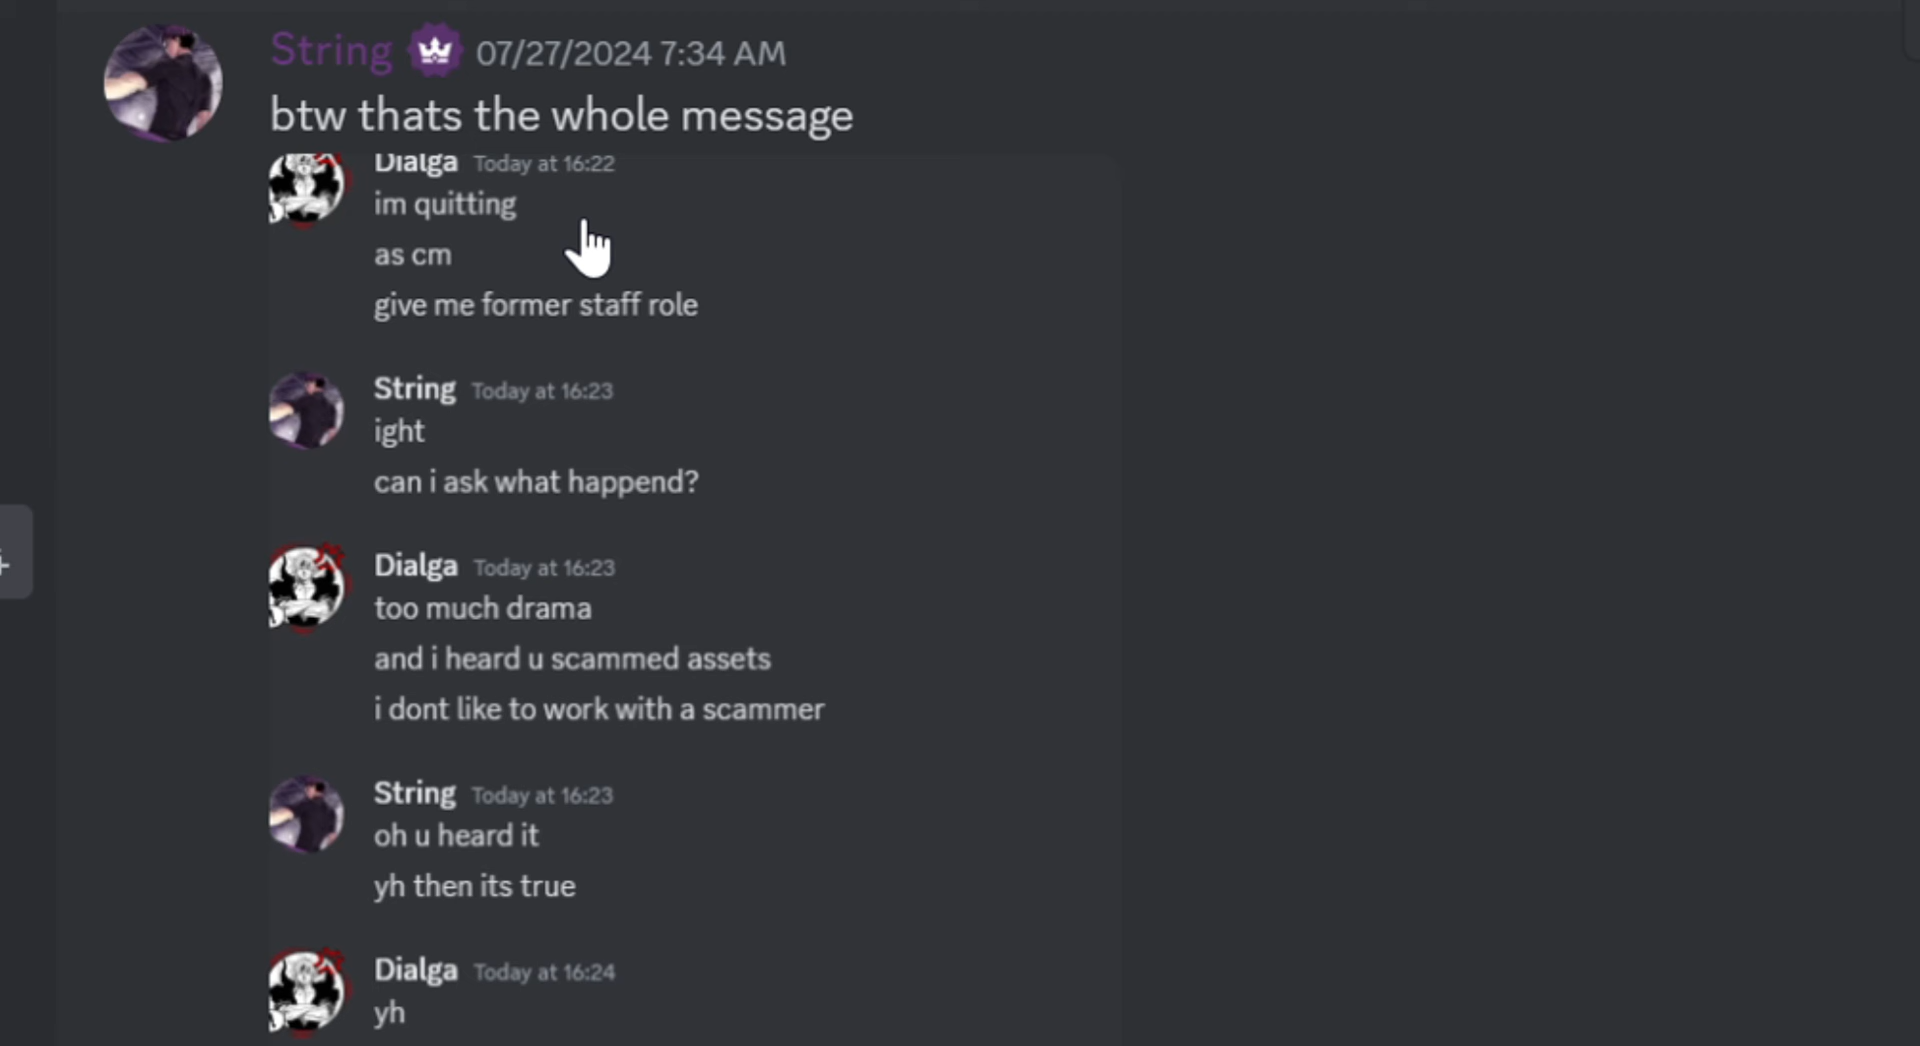 String 07/27/2024 7:34 AM
btw thats the whole message
Dialga Today at 16:22
im quitting
as cm
give me former staff role
String Today at 16:23
ight
can i ask what happend?
Dialga Today at 16:23
too much drama
and i heard u scammed assets
i dont like to work with a scammer
String Today at 16:23
oh u heard it
yh then its true
Dialga Today at 16:24
yh